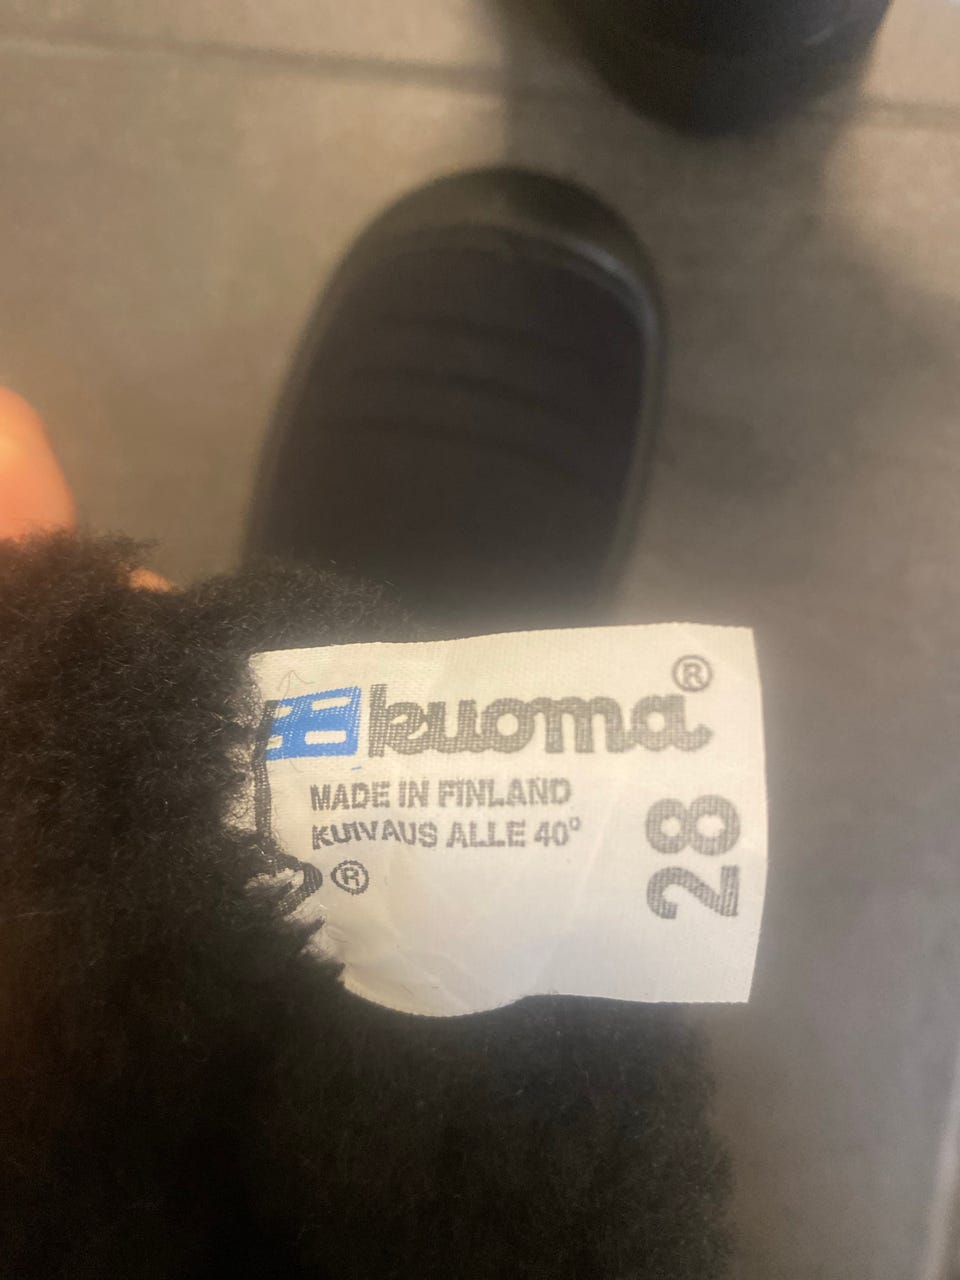 kuoma®
MADE IN FINLAND
KUIVAUS ALLE 40°
®
28